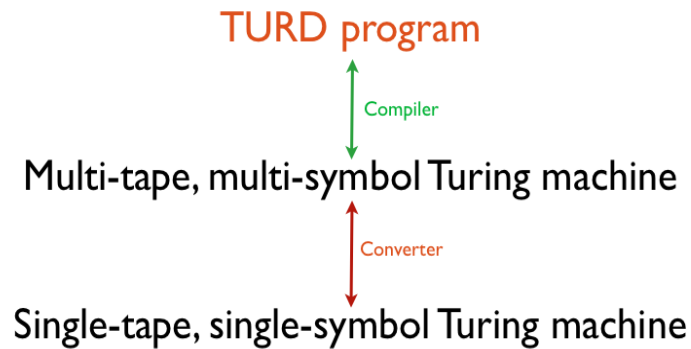 TURD program
Compiler
Multi-tape, multi-symbol Turing machine
Converter
Single-tape, single-symbol Turing machine